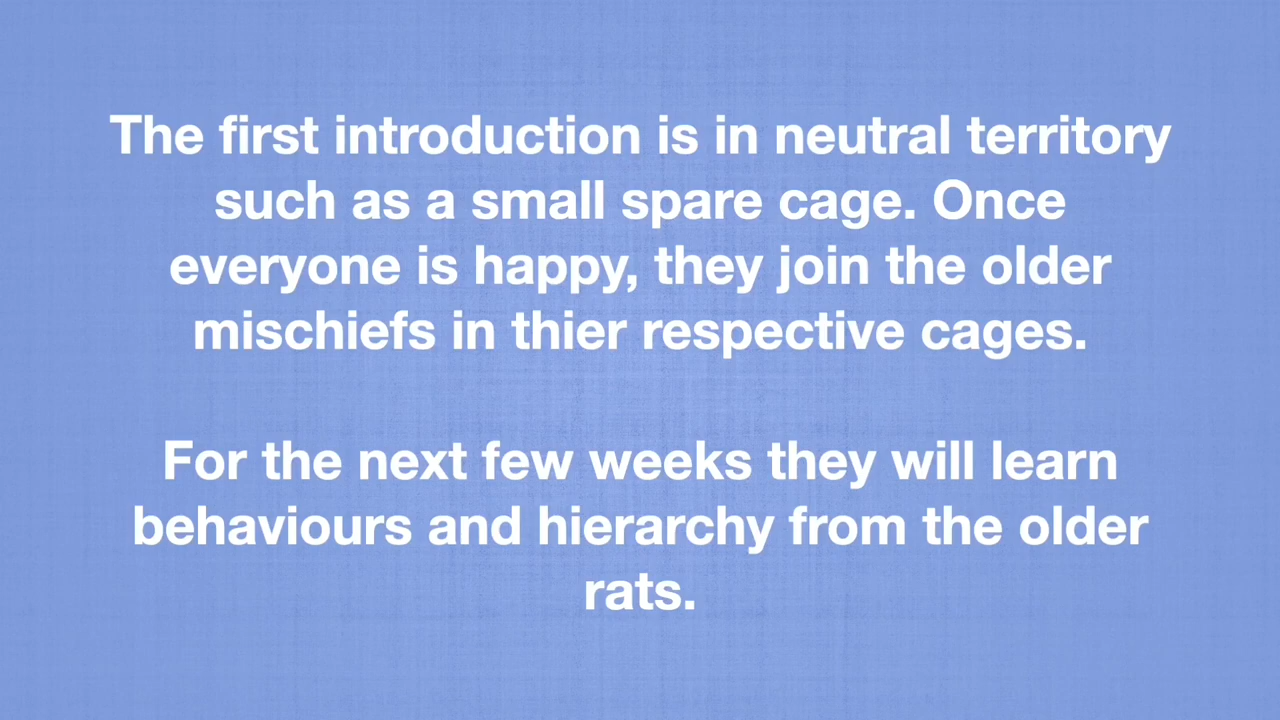 The first introduction is in neutral territory
such as a small spare cage. Once
everyone is happy, they join the older
mischiefs in thier respective cages.
For the next few weeks they will learn
behaviours and hierarchy from the older
rats.